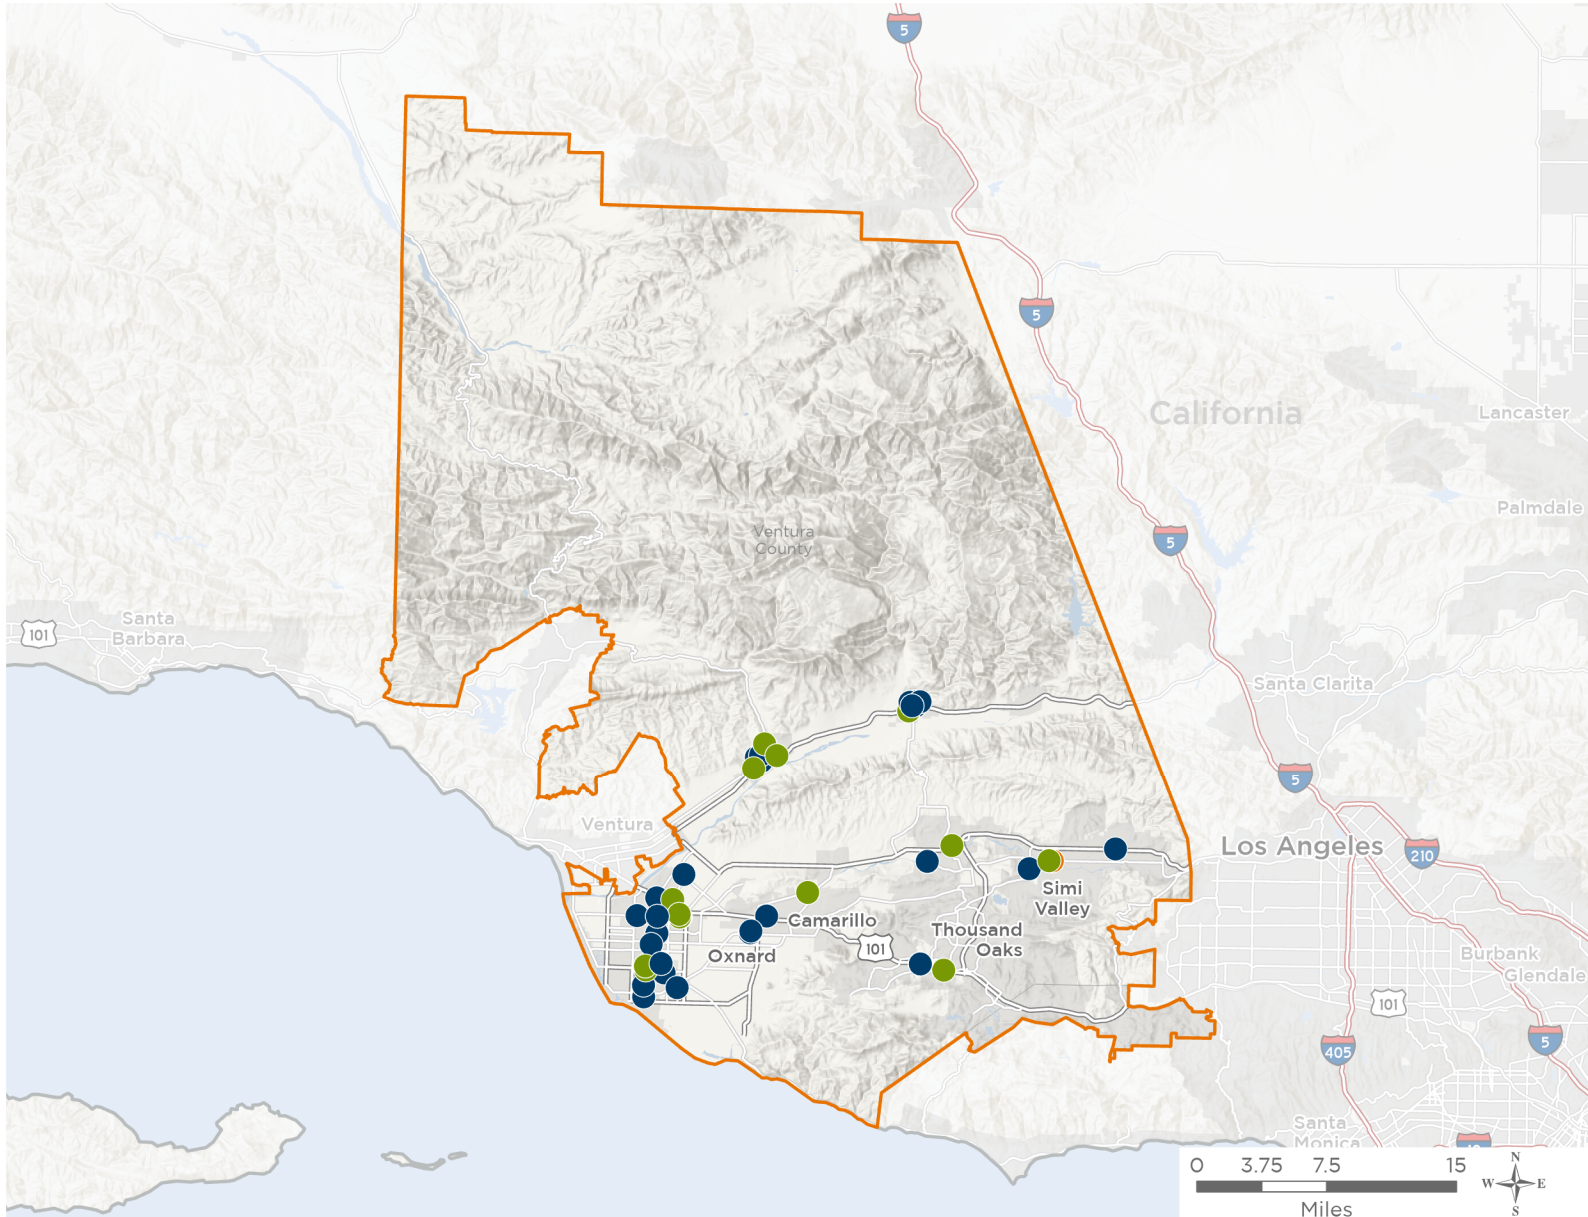 5
5
California
Lancaster
Palmdale
5
Ventura
County
Santa
Barbara
101
Santa Clarita
5
Ventura
Los Angeles
210
Simi
Valley
Camarillo
Thousand
Oaks
101
Oxnard
Burbank
Glendale
101
405
5
Santa
Monica
0 3.75 7.5 15
Miles
N
W E
S